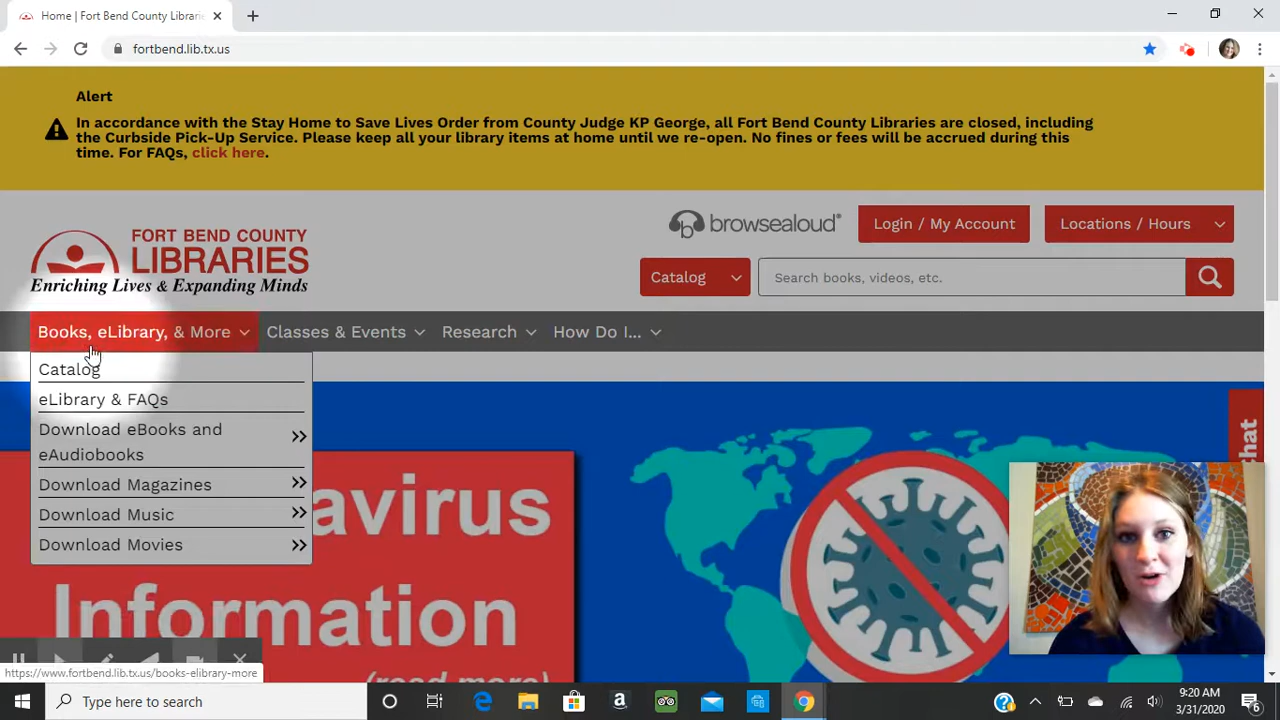 Home | Fort Bend County Librarie
fortbend.lib.tx.us
Alert
In accordance with the Stay Home to Save Lives Order from County Judge KP George, all Fort Bend County Libraries are closed, including
the Curbside Pick-Up Service. Please keep all your library items at home until we re-open. No fines or fees will be accrued during this
time. For FAQs, click here.
FORT BEND COUNTY
LIBRARIES
Enriching Lives & Expanding Minds
browsealoud
Login / My Account
Locations / Hours
Catalog
Search books, videos, etc.
Books, eLibrary, & More
Classes & Events
Research
How Do I...
Catalog
eLibrary & FAQs
Download eBooks and
eAudiobooks
Download Magazines
Download Music
Download Movies
avirus
Information
(read more)
chat
https://www.fortbend.lib.tx.us/books-elibrary-more
Type here to search
9:20 AM
3/31/2020
6